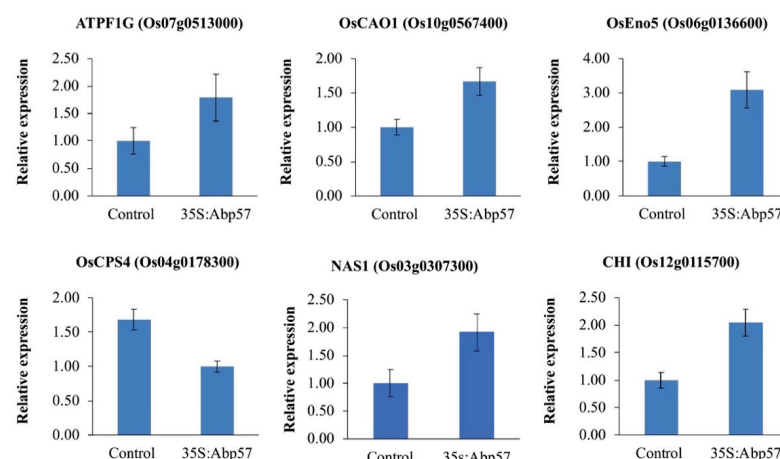 ATPF1G (Os07g0513000)
Relative expression
2.50
2.00
1.50
1.00
0.50
0.00
Control 35S:Abp57
OsCAO1 (Os10g0567400)
Relative expression
2.00
1.50
1.00
0.50
0.00
Control 35S:Abp57
OsEno5 (Os06g0136600)
Relative expression
4.00
3.00
2.00
1.00
0.00
Control 35S:Abp57
OsCPS4 (Os04g0178300)
Relative expression
2.00
1.50
1.00
0.50
0.00
Control 35S:Abp57
NAS1 (Os03g0307300)
Relative expression
2.50
2.00
1.50
1.00
0.50
0.00
Control 35s:Abp57
CHI (Os12g0115700)
Relative expression
2.50
2.00
1.50
1.00
0.50
0.00
Control 35S:Abp57